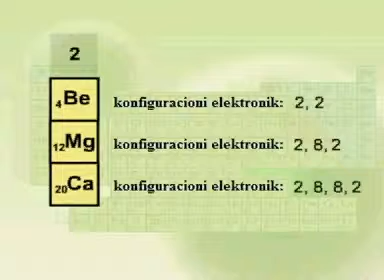 2
4Be konfiguracioni elektronik: 2, 2
12Mg konfiguracioni elektronik: 2, 8, 2
20Ca konfiguracioni elektronik: 2, 8, 8, 2